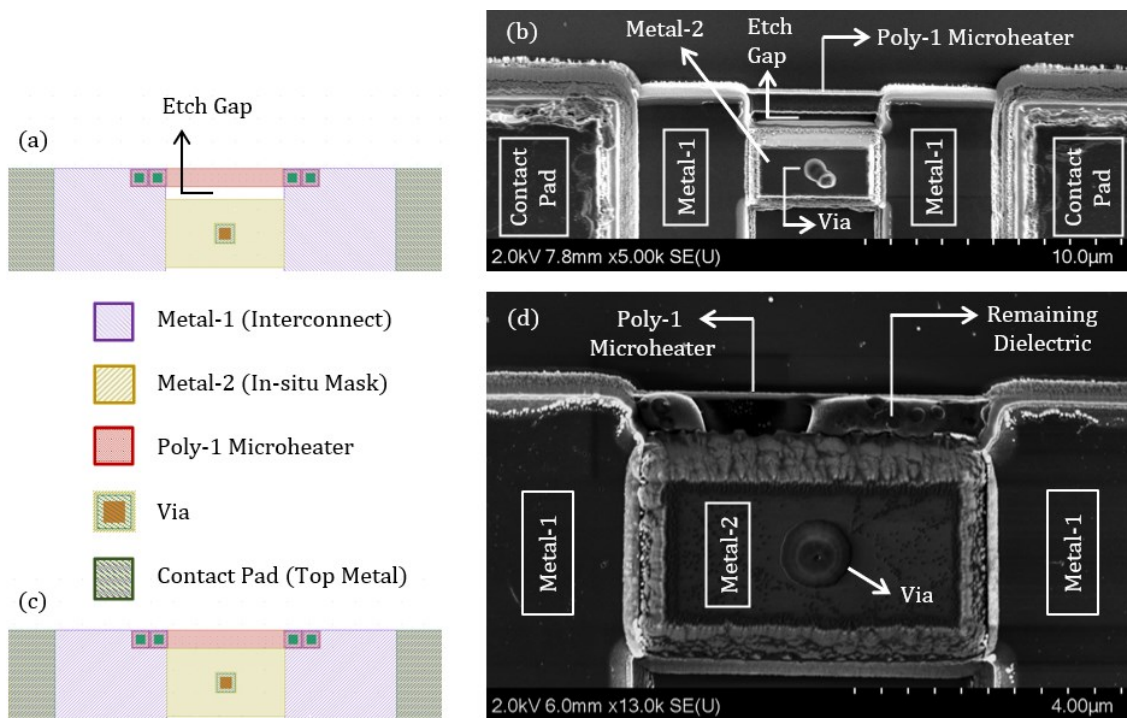 (a)
Etch Gap
Metal-1 (Interconnect)
Metal-2 (In-situ Mask)
Poly-1 Microheater
Via
Contact Pad (Top Metal)
(c)
(b)
Metal-2
Etch
Gap
Poly-1 Microheater
Contact
Pad
Metal-1
Metal-1
Contact
Pad
Via
2.0kV 7.8mm x5.00k SE(U)
10.0µm
(d)
Poly-1
Microheater
Remaining
Dielectric
Metal-1
Metal-2
Metal-1
Via
2.0kV 6.0mm x13.0k SE(U)
4.00µm